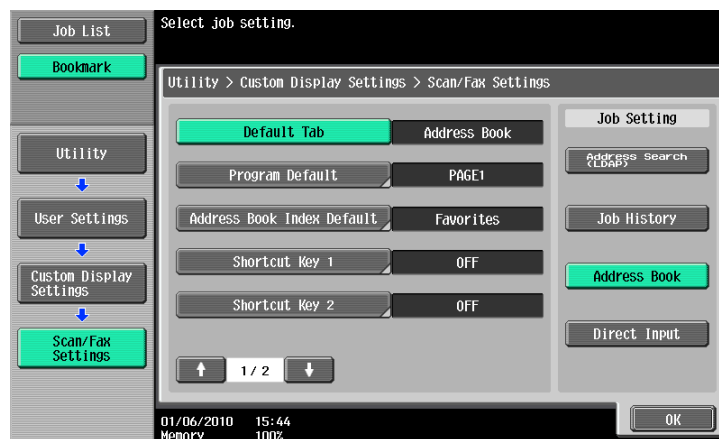 Job List
Select job setting.
Bookmark
Utility > Custom Display Settings > Scan/Fax Settings
Job Setting
Default Tab
Address Book
Address Search
(LDAP)
Utility
Program Default
PAGE1
User Settings
Address Book Index Default
Favorites
Job History
Shortcut Key 1
OFF
Custom Display
Settings
Address Book
Shortcut Key 2
OFF
Scan/Fax
Settings
Direct Input
1/ 2
OK
01/06/2010 15:44
Memory 100%